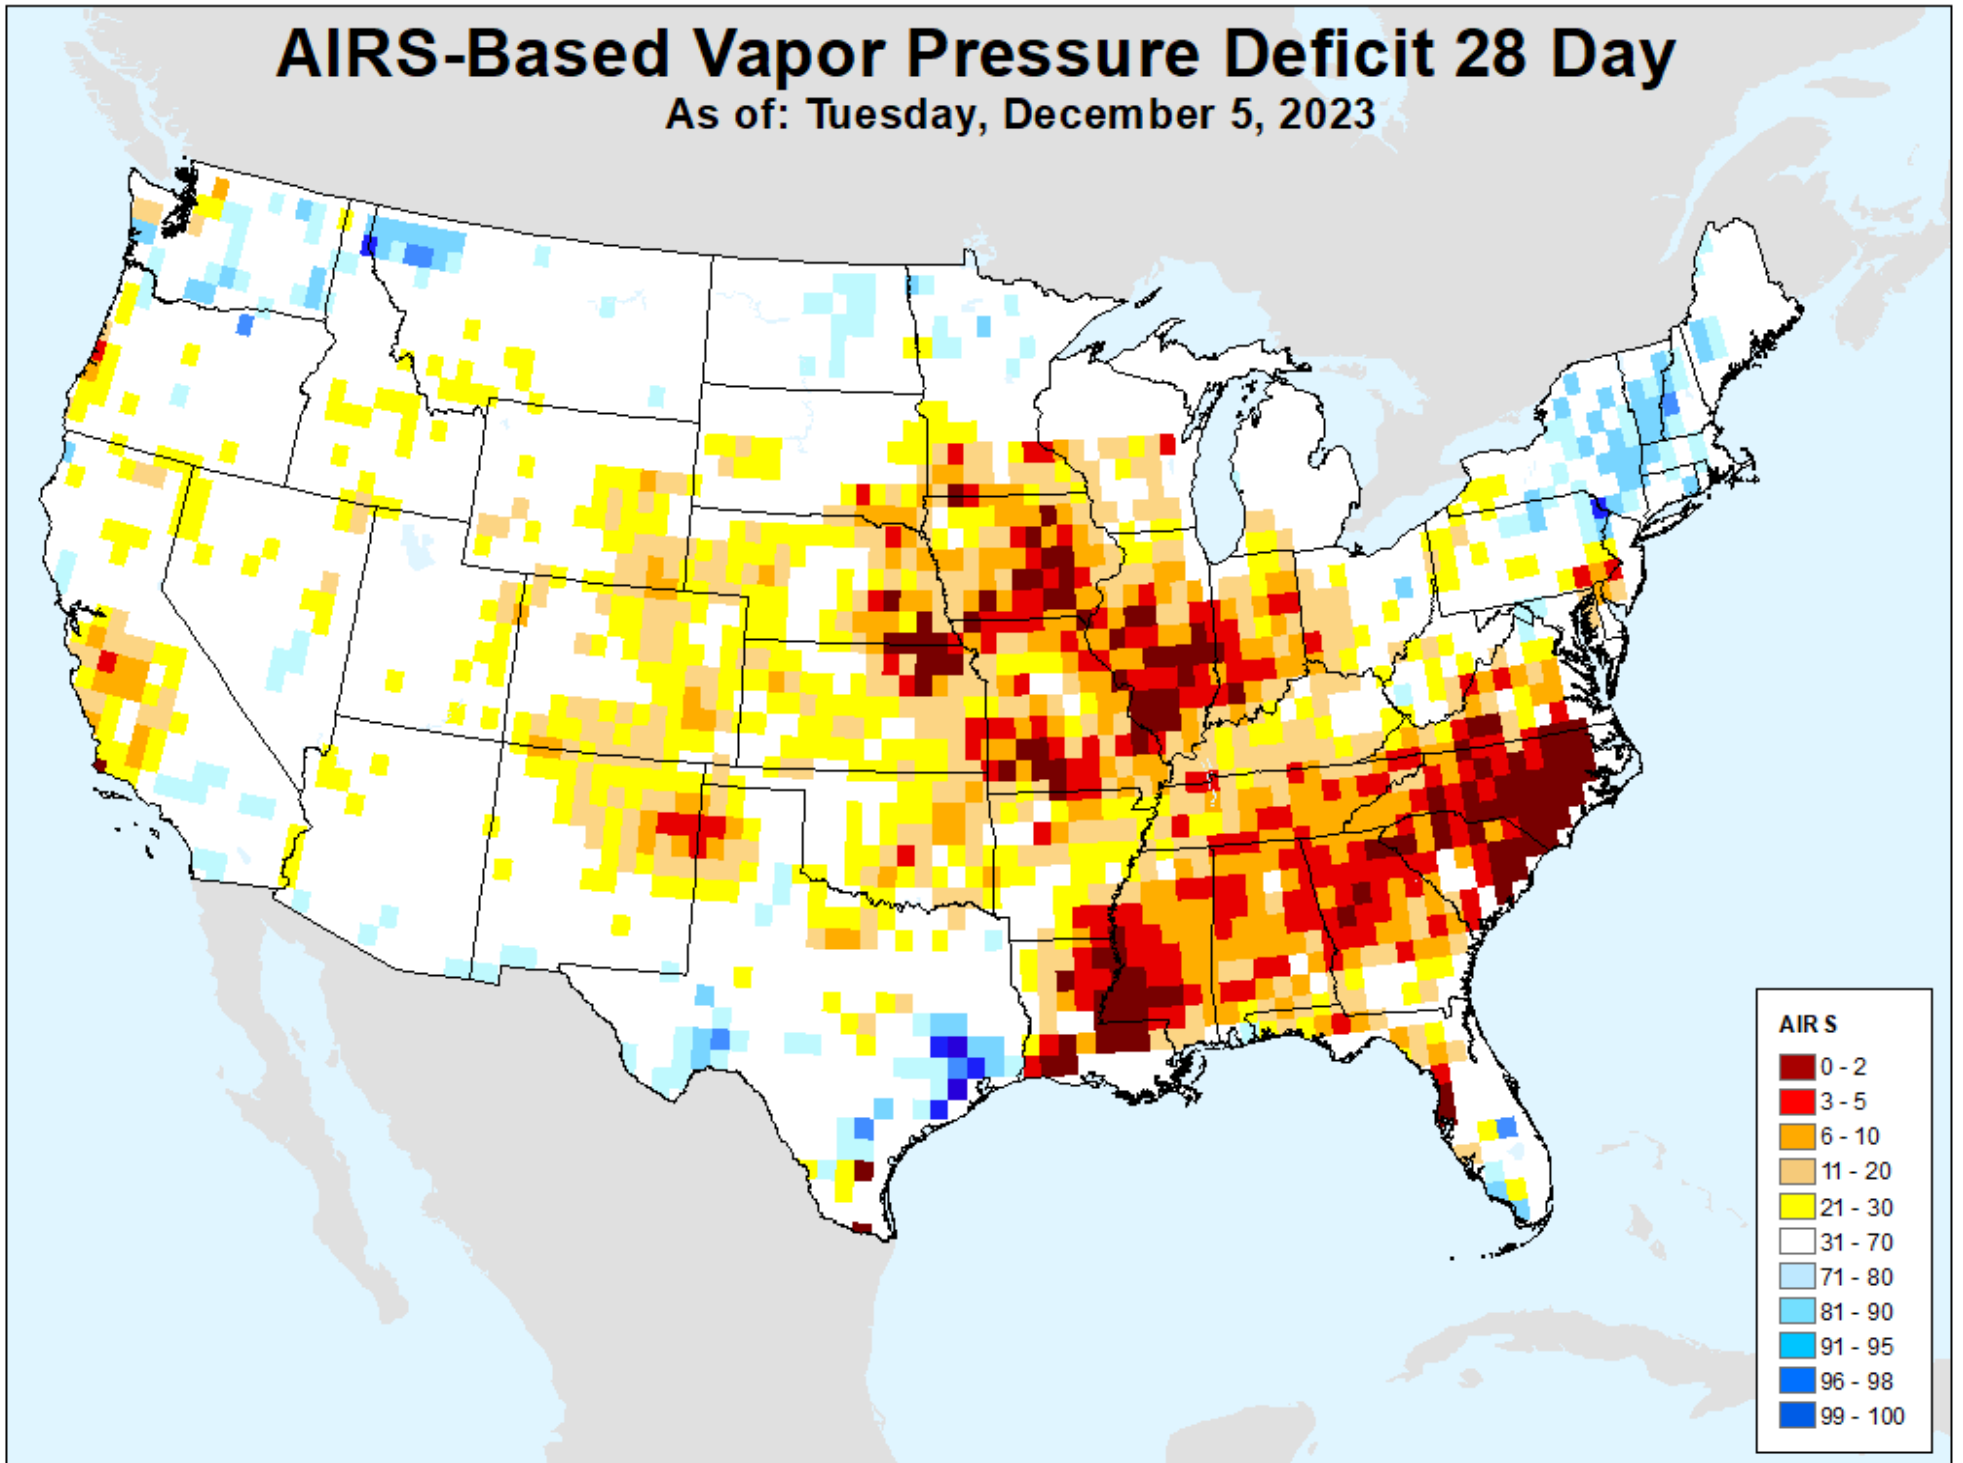 AIRS-Based Vapor Pressure Deficit 28 Day
As of: Tuesday, December 5, 2023
AIRS
0 - 2
3 - 5
6 - 10
11 - 20
21 - 30
31 - 70
71 - 80
81 - 90
91 - 95
96 - 98
99 - 100